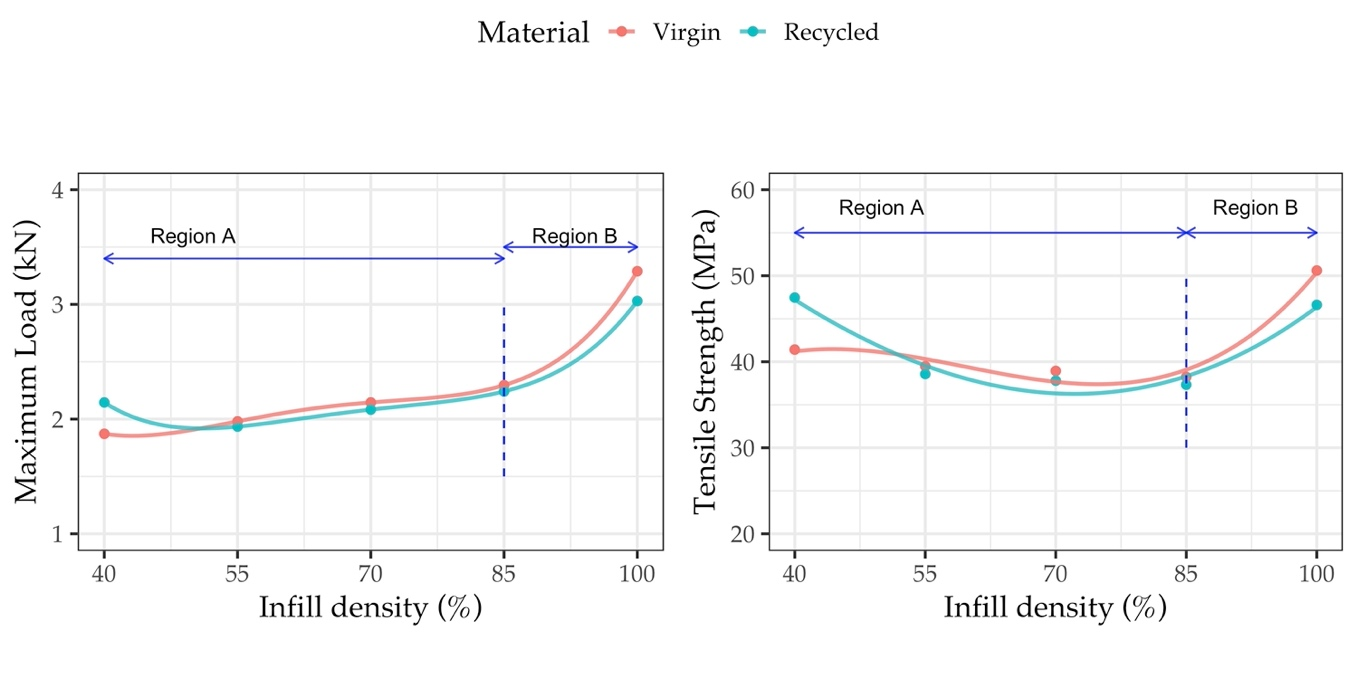 Material Virgin Recycled
Maximum Load (kN)
4
3
2
1
Region A
Region B
40 55 70 85 100
Infill density (%)
Tensile Strength (MPa)
60
50
40
30
20
Region A
Region B
40 55 70 85 100
Infill density (%)